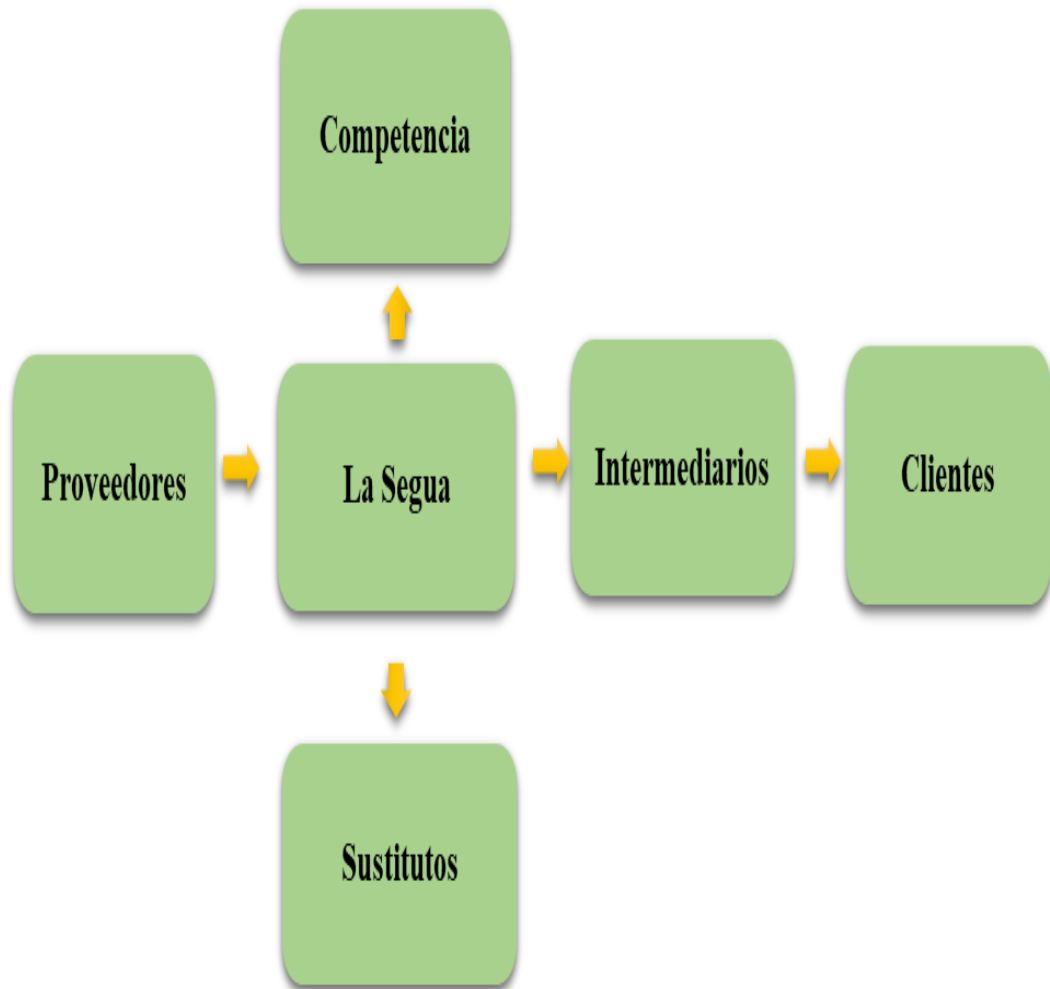 Competencia
Proveedores
La Segua
Intermediarios
Clientes
Sustitutos